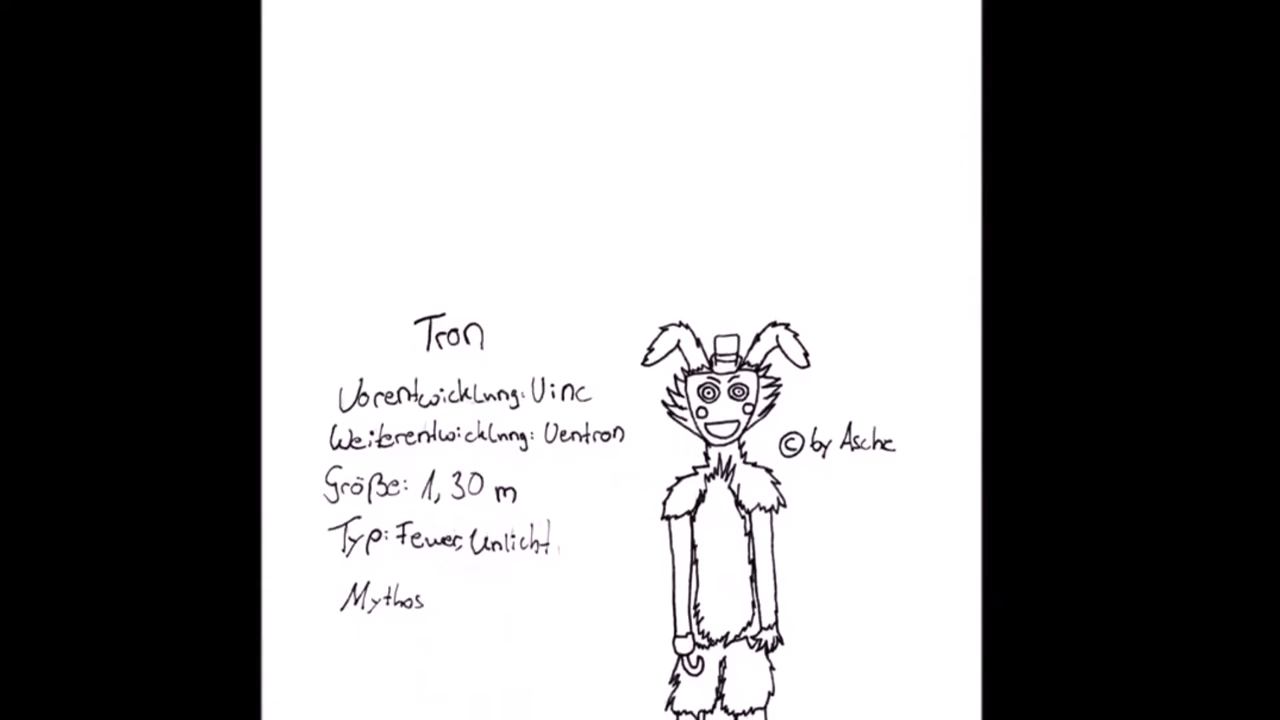 Tron
Vorentwicklung: Vinc
Weiterentwicklung: Ventron
Größe: 1,30 m
Typ: Feuer, Unlicht
Mythos
© by Asche